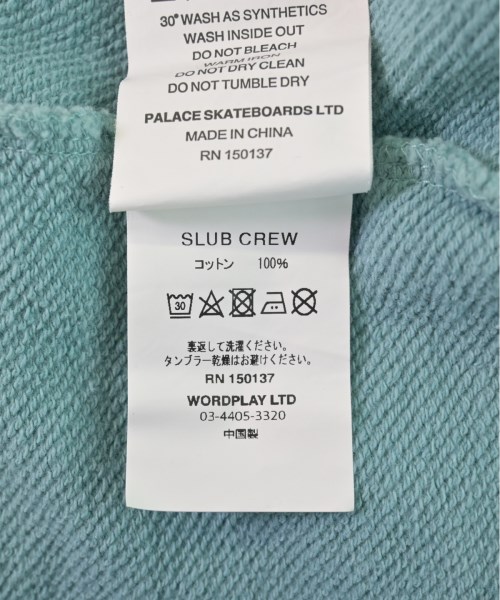 30° WASH AS SYNTHETICS
WASH INSIDE OUT
DO NOT BLEACH
WARM IRON
DO NOT DRY CLEAN
DO NOT TUMBLE DRY
PALACE SKATEBOARDS LTD
MADE IN CHINA
RN 150137
SLUB CREW
コットン 100%
30
裏返して洗濯ください。
タンブラー乾燥はお避けください。
RN 150137
WORDPLAY LTD
03-4405-3320
中国製